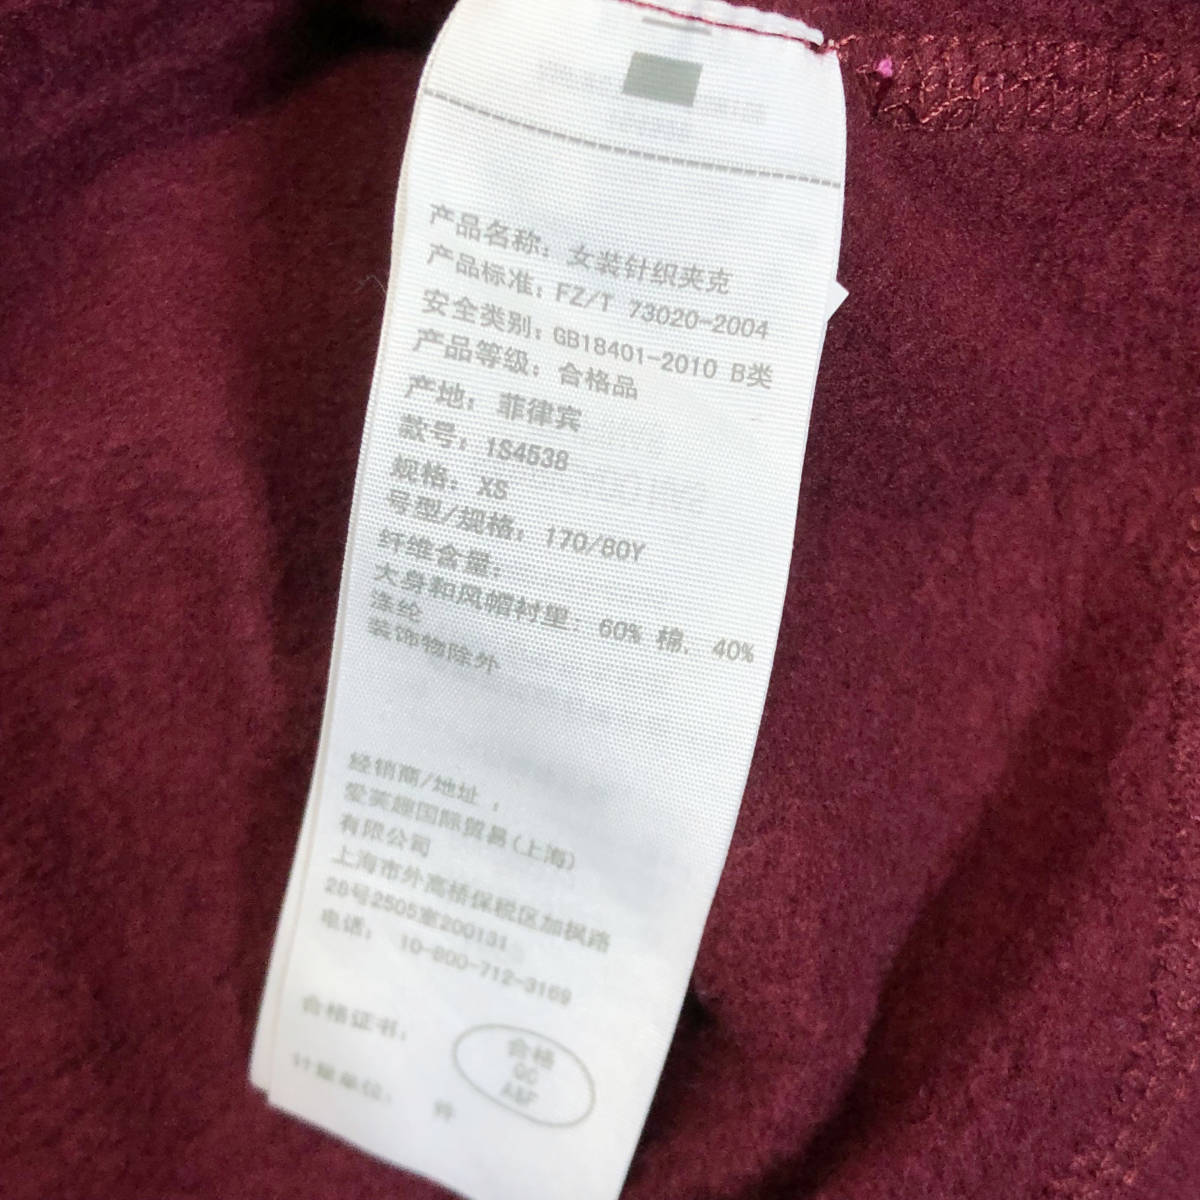 产品名称：女装针织夹克
产品标准：FZ/T 73020-2004
安全类别：GB18401-2010 B类
产品等级：合格品
产地：菲律宾
款号：1S4538
规格：XS
号型/规格：170/80Y
纤维含量：
大身和风帽衬里：60% 棉，40%
涤纶
装饰物除外
经销商/地址：
爱芙趣国际贸易(上海)
有限公司
上海市外高桥保税区加枫路
28号2505室200131
电话：10-800-712-3169
合格证书：
合格
QC
A&F
计量单位：件